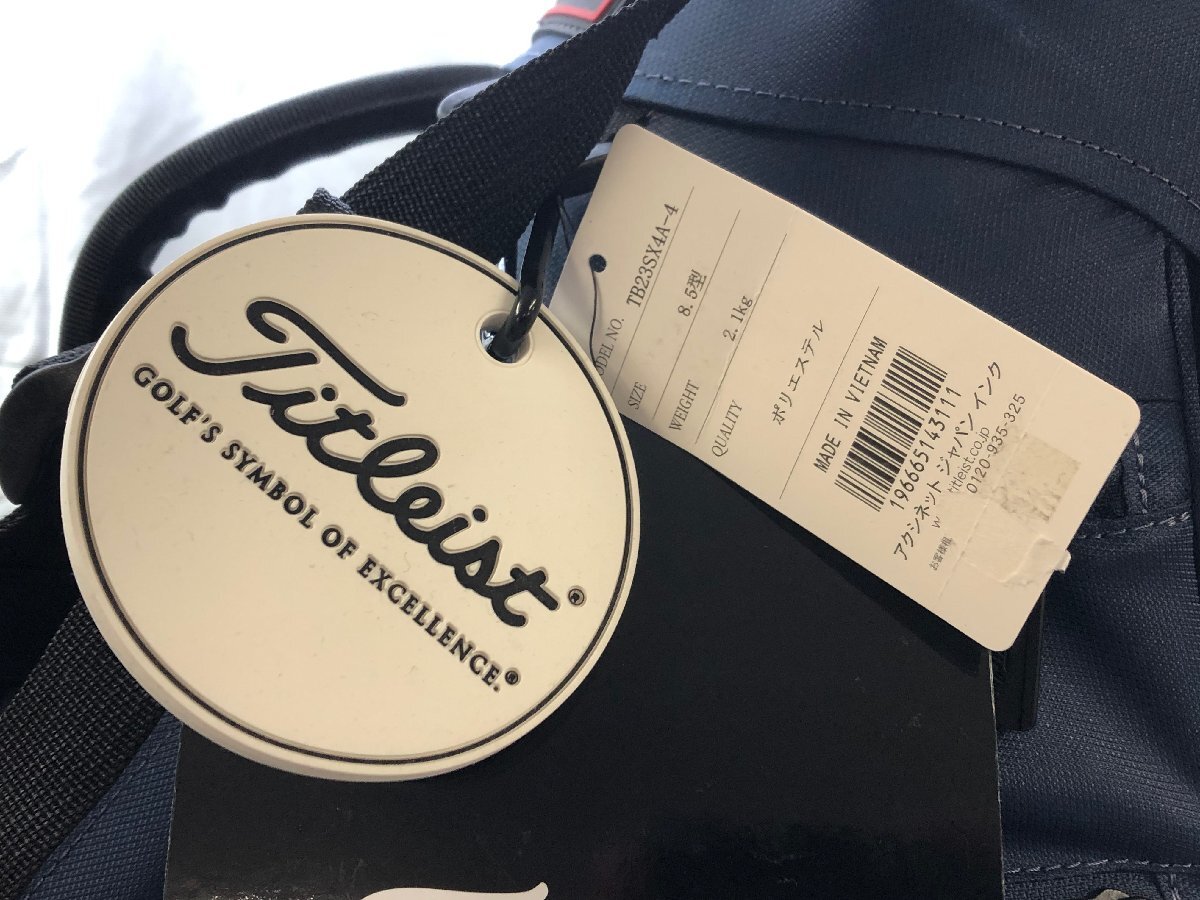 Titleist®
GOLF'S SYMBOL OF EXCELLENCE.®
MODEL NO. TB23SX4A-4
SIZE 8.5型
WEIGHT 2.1kg
QUALITY
ポリエステル
MADE IN VIETNAM
196665143111
アクシネット ジャパン インク
titleist.co.jp
0120-935-325